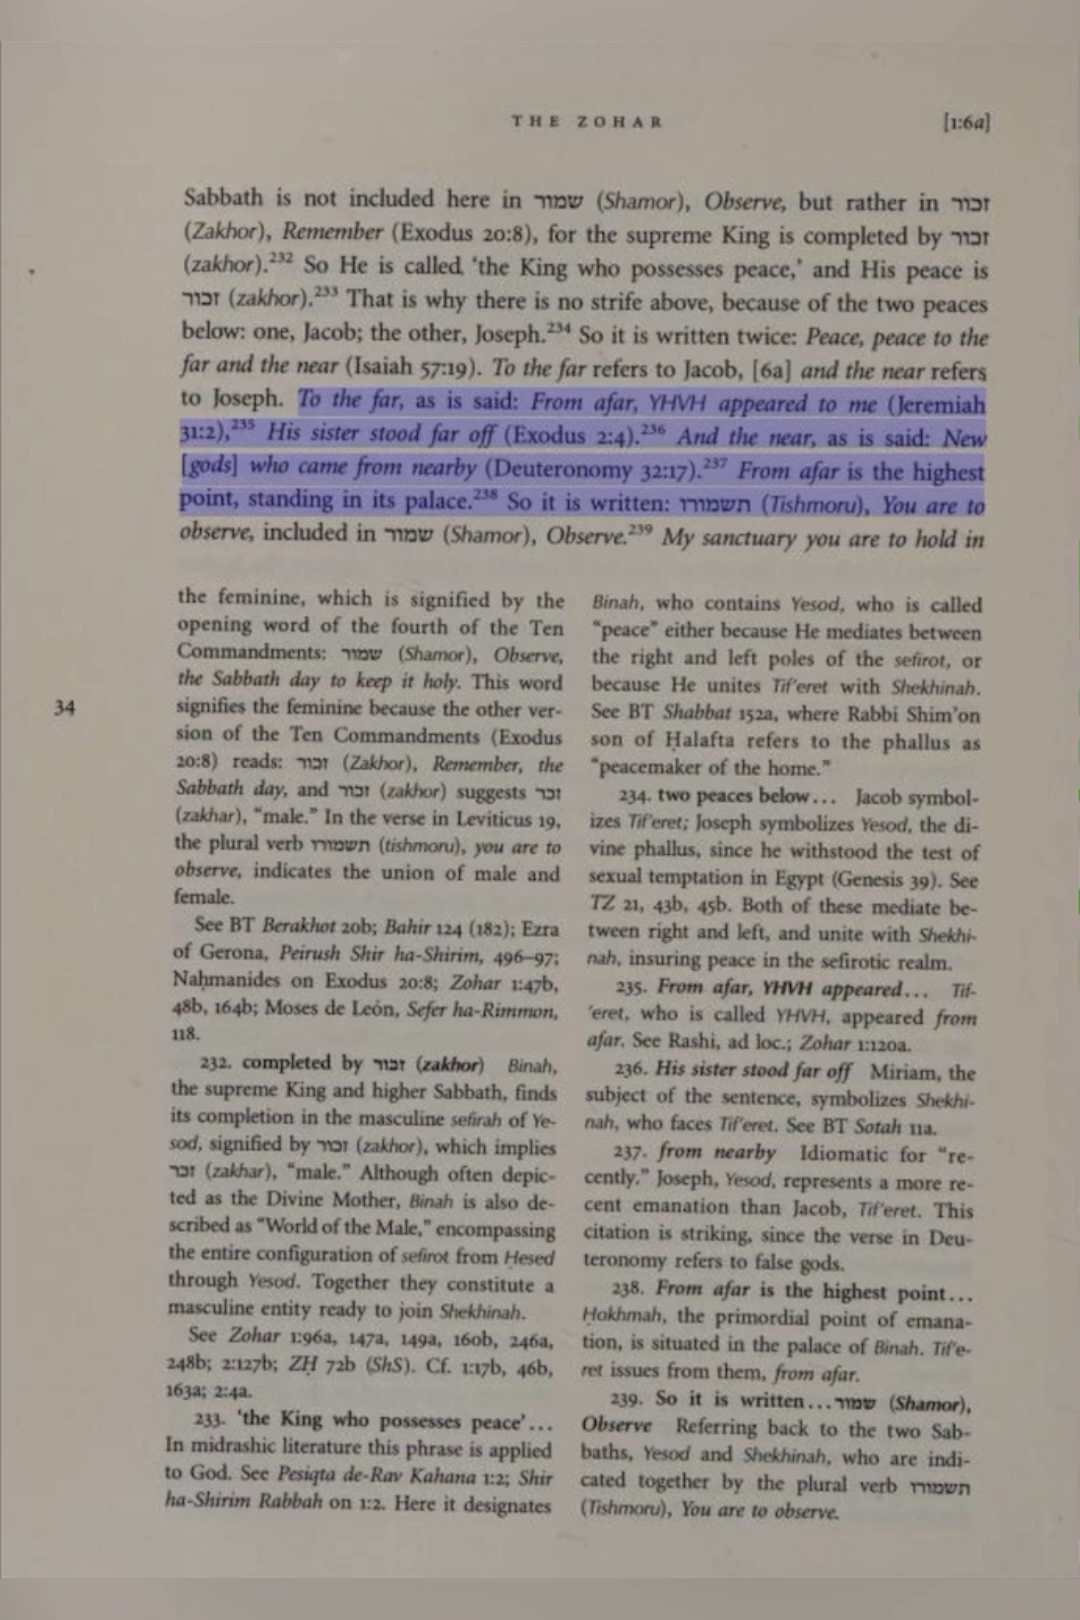 THE ZOHAR
[1:6a]
Sabbath is not included here in שמור (Shamor), Observe, but rather in זכור
(Zakhor), Remember (Exodus 20:8), for the supreme King is completed by זכור
(zakhor).232 So He is called ‘the King who possesses peace,’ and His peace is
זכור (zakhor).233 That is why there is no strife above, because of the two peaces
below: one, Jacob; the other, Joseph.234 So it is written twice: Peace, peace to the
far and the near (Isaiah 57:19). To the far refers to Jacob, [6a] and the near refers
to Joseph. To the far, as is said: From afar, YHVH appeared to me (Jeremiah
31:2),235 His sister stood far off (Exodus 2:4).236 And the near, as is said: New
[gods] who came from nearby (Deuteronomy 32:17).237 From afar is the highest
point, standing in its palace.238 So it is written: תשמורו (Tishmoru), You are to
observe, included in שמור (Shamor), Observe.239 My sanctuary you are to hold in
the feminine, which is signified by the
opening word of the fourth of the Ten
Commandments: שמור (Shamor), Observe,
the Sabbath day to keep it holy. This word
signifies the feminine because the other ver-
sion of the Ten Commandments (Exodus
20:8) reads: זכור (Zakhor), Remember, the
Sabbath day, and זכור (zakhor) suggests זכר
(zakhar), “male.” In the verse in Leviticus 19,
the plural verb תשמורו (tishmoru), you are to
observe, indicates the union of male and
female.
See BT Berakhot 20b; Bahir 124 (182); Ezra
of Gerona, Peirush Shir ha-Shirim, 496–97;
Naḥmanides on Exodus 20:8; Zohar 1:47b,
48b, 164b; Moses de León, Sefer ha-Rimmon,
118.
232. completed by זכור (zakhor) Binah,
the supreme King and higher Sabbath, finds
its completion in the masculine sefirah of Ye-
sod, signified by זכור (zakhor), which implies
זכר (zakhar), “male.” Although often depic-
ted as the Divine Mother, Binah is also de-
scribed as “World of the Male,” encompassing
the entire configuration of sefirot from Ḥesed
through Yesod. Together they constitute a
masculine entity ready to join Shekhinah.
See Zohar 1:96a, 147a, 149a, 160b, 246a,
248b; 2:127b; ZḤ 72b (ShS). Cf. 1:17b, 46b,
163a; 2:4a.
233. ‘the King who possesses peace’...
In midrashic literature this phrase is applied
to God. See Pesiqta de-Rav Kahana 1:2; Shir
ha-Shirim Rabbah on 1:2. Here it designates
Binah, who contains Yesod, who is called
“peace” either because He mediates between
the right and left poles of the sefirot, or
because He unites Tif'eret with Shekhinah.
See BT Shabbat 152a, where Rabbi Shim'on
son of Ḥalafta refers to the phallus as
“peacemaker of the home.”
234. two peaces below... Jacob symbol-
izes Tif'eret; Joseph symbolizes Yesod, the di-
vine phallus, since he withstood the test of
sexual temptation in Egypt (Genesis 39). See
TZ 21, 43b, 45b. Both of these mediate be-
tween right and left, and unite with Shekhi-
nah, insuring peace in the sefirotic realm.
235. From afar, YHVH appeared... Tif-
'eret, who is called YHVH, appeared from
afar. See Rashi, ad loc.; Zohar 1:120a.
236. His sister stood far off Miriam, the
subject of the sentence, symbolizes Shekhi-
nah, who faces Tif'eret. See BT Sotah 11a.
237. from nearby Idiomatic for “re-
cently.” Joseph, Yesod, represents a more re-
cent emanation than Jacob, Tif'eret. This
citation is striking, since the verse in Deu-
teronomy refers to false gods.
238. From afar is the highest point...
Ḥokhmah, the primordial point of emana-
tion, is situated in the palace of Binah. Tif'e-
ret issues from them, from afar.
239. So it is written... שמור (Shamor),
Observe Referring back to the two Sab-
baths, Yesod and Shekhinah, who are indi-
cated together by the plural verb תשמורו
(Tishmoru), You are to observe.
34